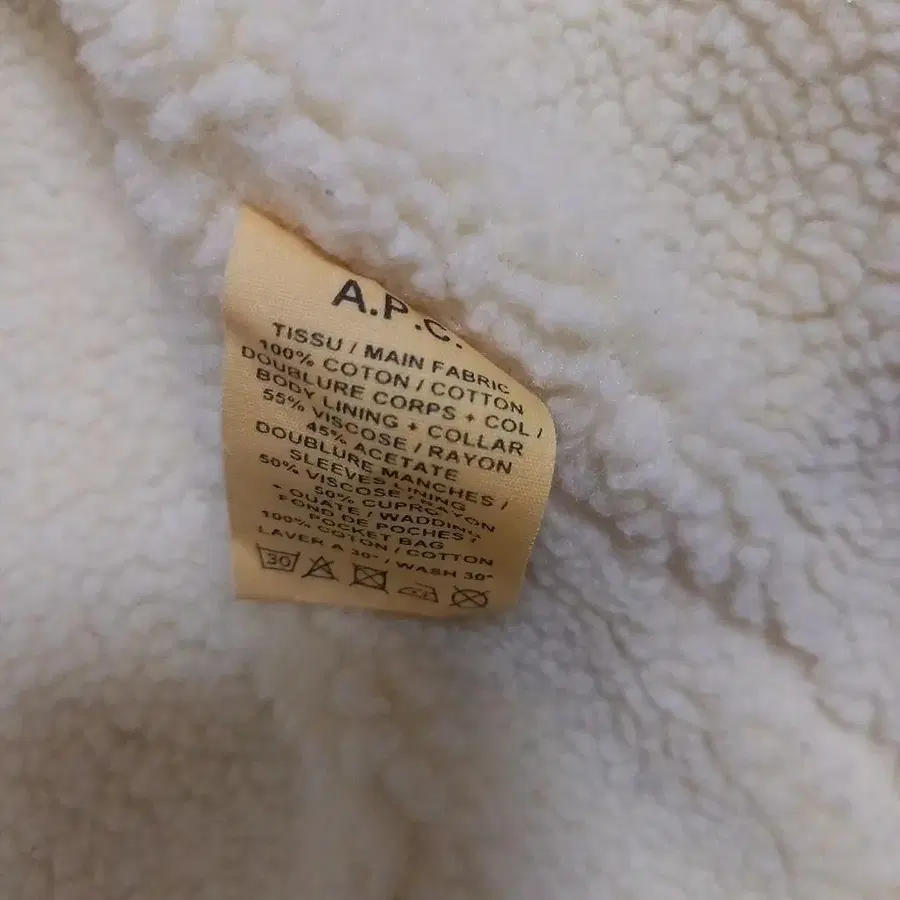 A.P.C.
TISSU / MAIN FABRIC
100% COTON / COTTON
DOUBLURE CORPS + COL /
BODY LINING + COLLAR
55% VISCOSE / RAYON
45% ACETATE
DOUBLURE MANCHES /
SLEEVES LINING
50% VISCOSE / RAYON
50% CUPRO
+ OUATE / WADDING
FOND DE POCHES /
POCKET BAG
100% COTON / COTTON
LAVER A 30° / WASH 30°
30